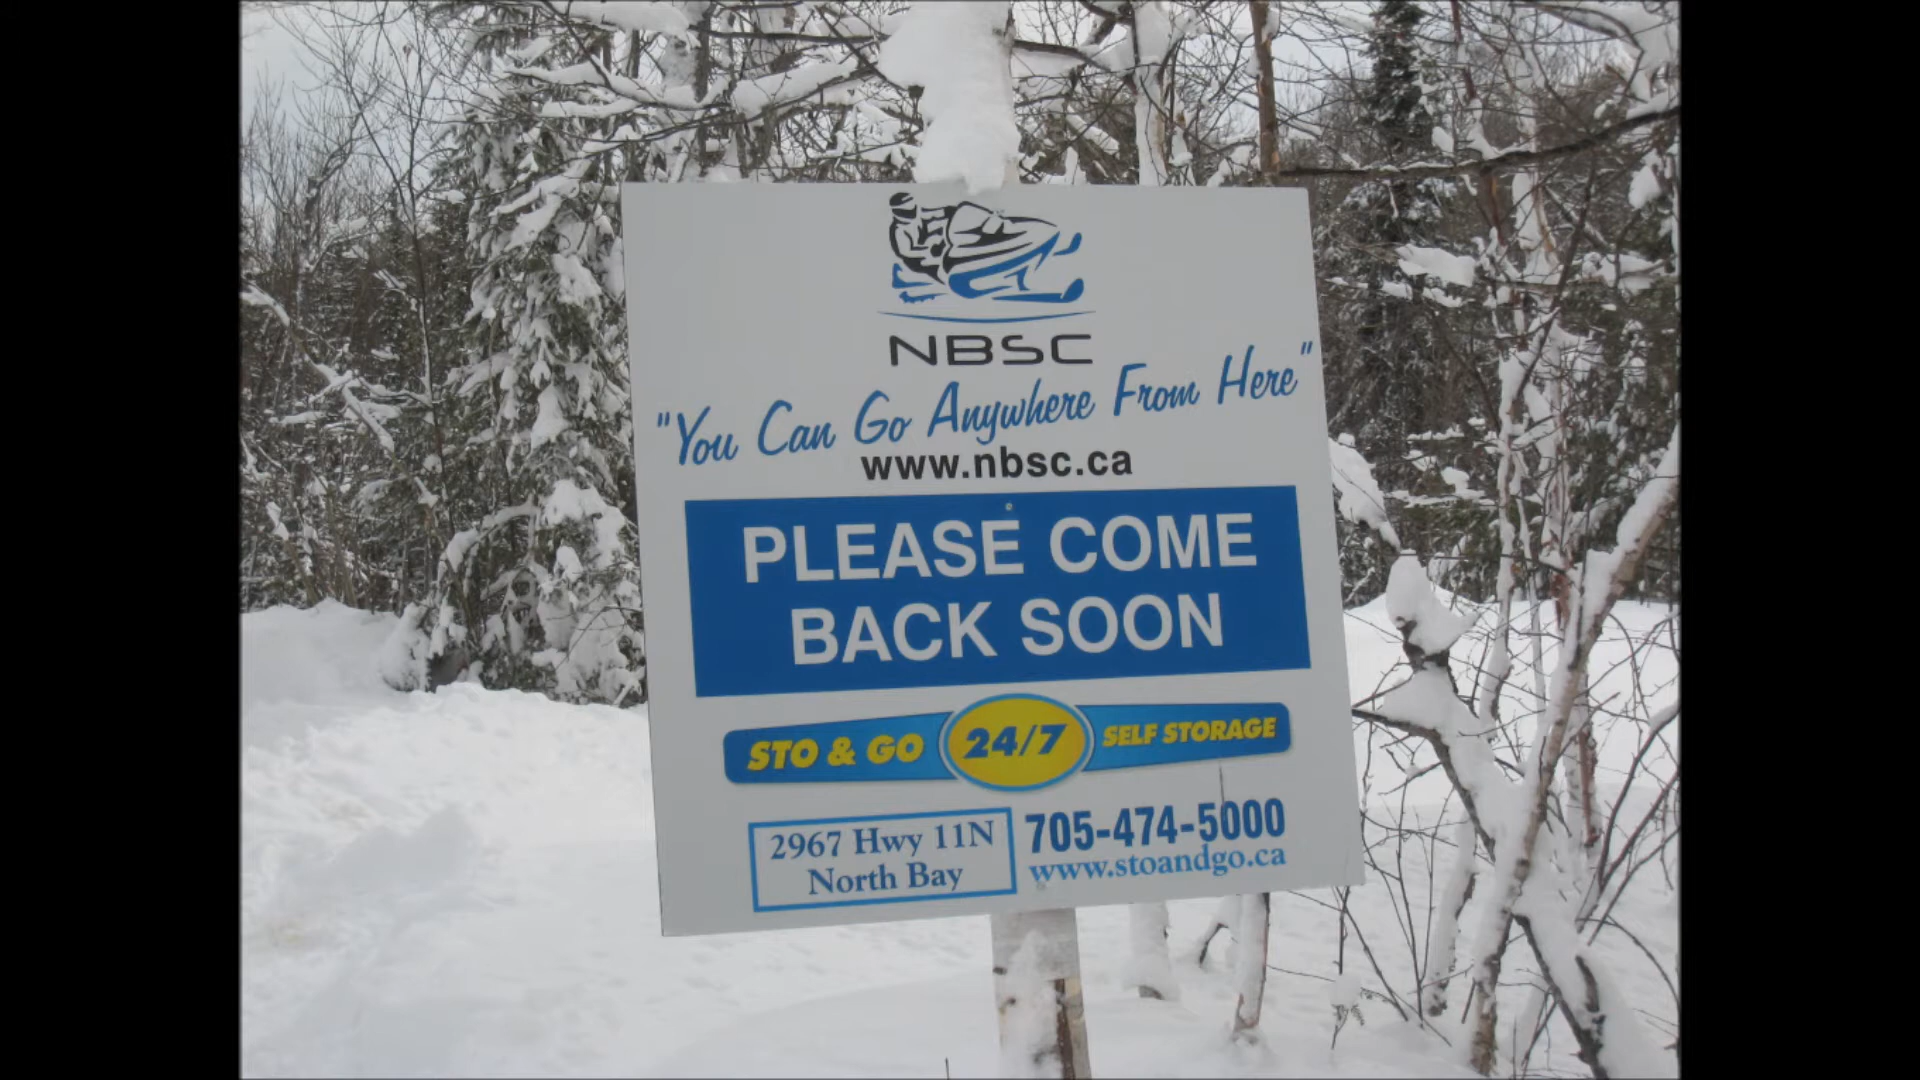 NBSC
"You Can Go Anywhere From Here"
www.nbsc.ca
PLEASE COME
BACK SOON
STO & GO 24/7 SELF STORAGE
2967 Hwy 11N
North Bay
705-474-5000
www.stoandgo.ca